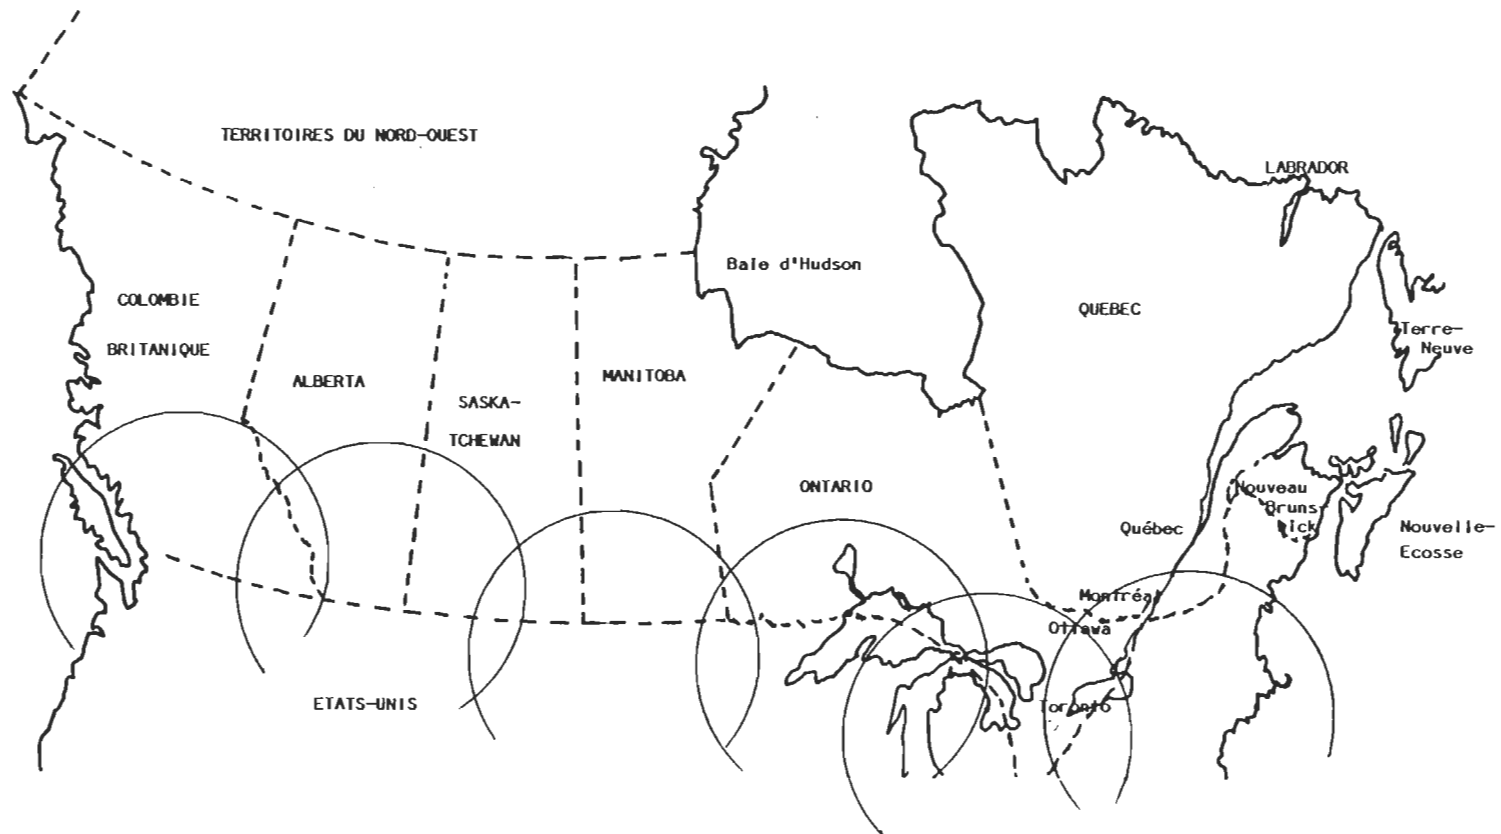 TERRITOIRES DU NORD-OUEST
LABRADOR
Baie d'Hudson
COLOMBIE
BRITANIQUE
QUEBEC
Terre-
Neuve
ALBERTA
MANITOBA
SASKA-
TCHEWAN
ONTARIO
Nouveau
Bruns-
ick
Québec
Nouvelle-
Ecosse
Montréal
Ottawa
Toronto
ETATS-UNIS